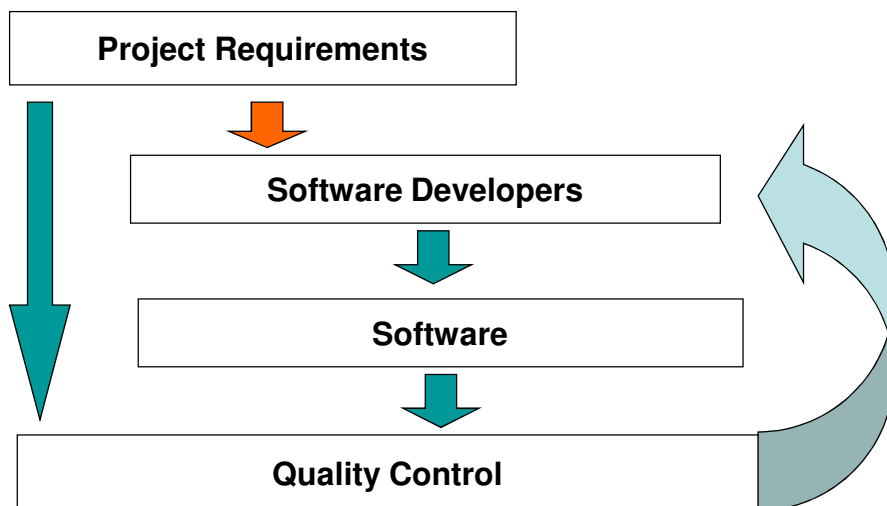 Project Requirements
Software Developers
Software
Quality Control